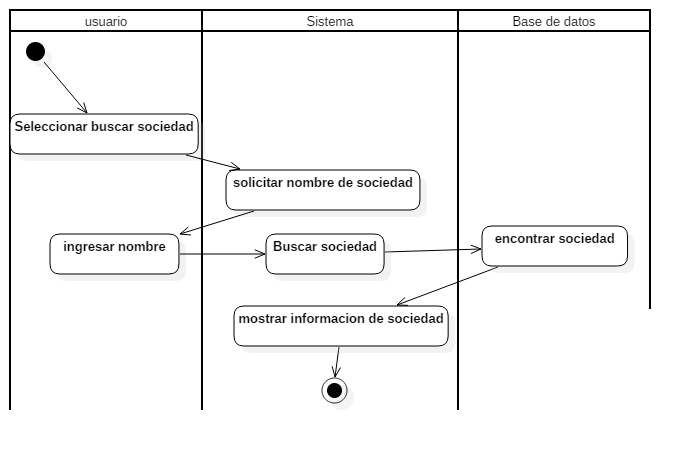 usuario
Sistema
Base de datos
Seleccionar buscar sociedad
solicitar nombre de sociedad
ingresar nombre
Buscar sociedad
encontrar sociedad
mostrar informacion de sociedad